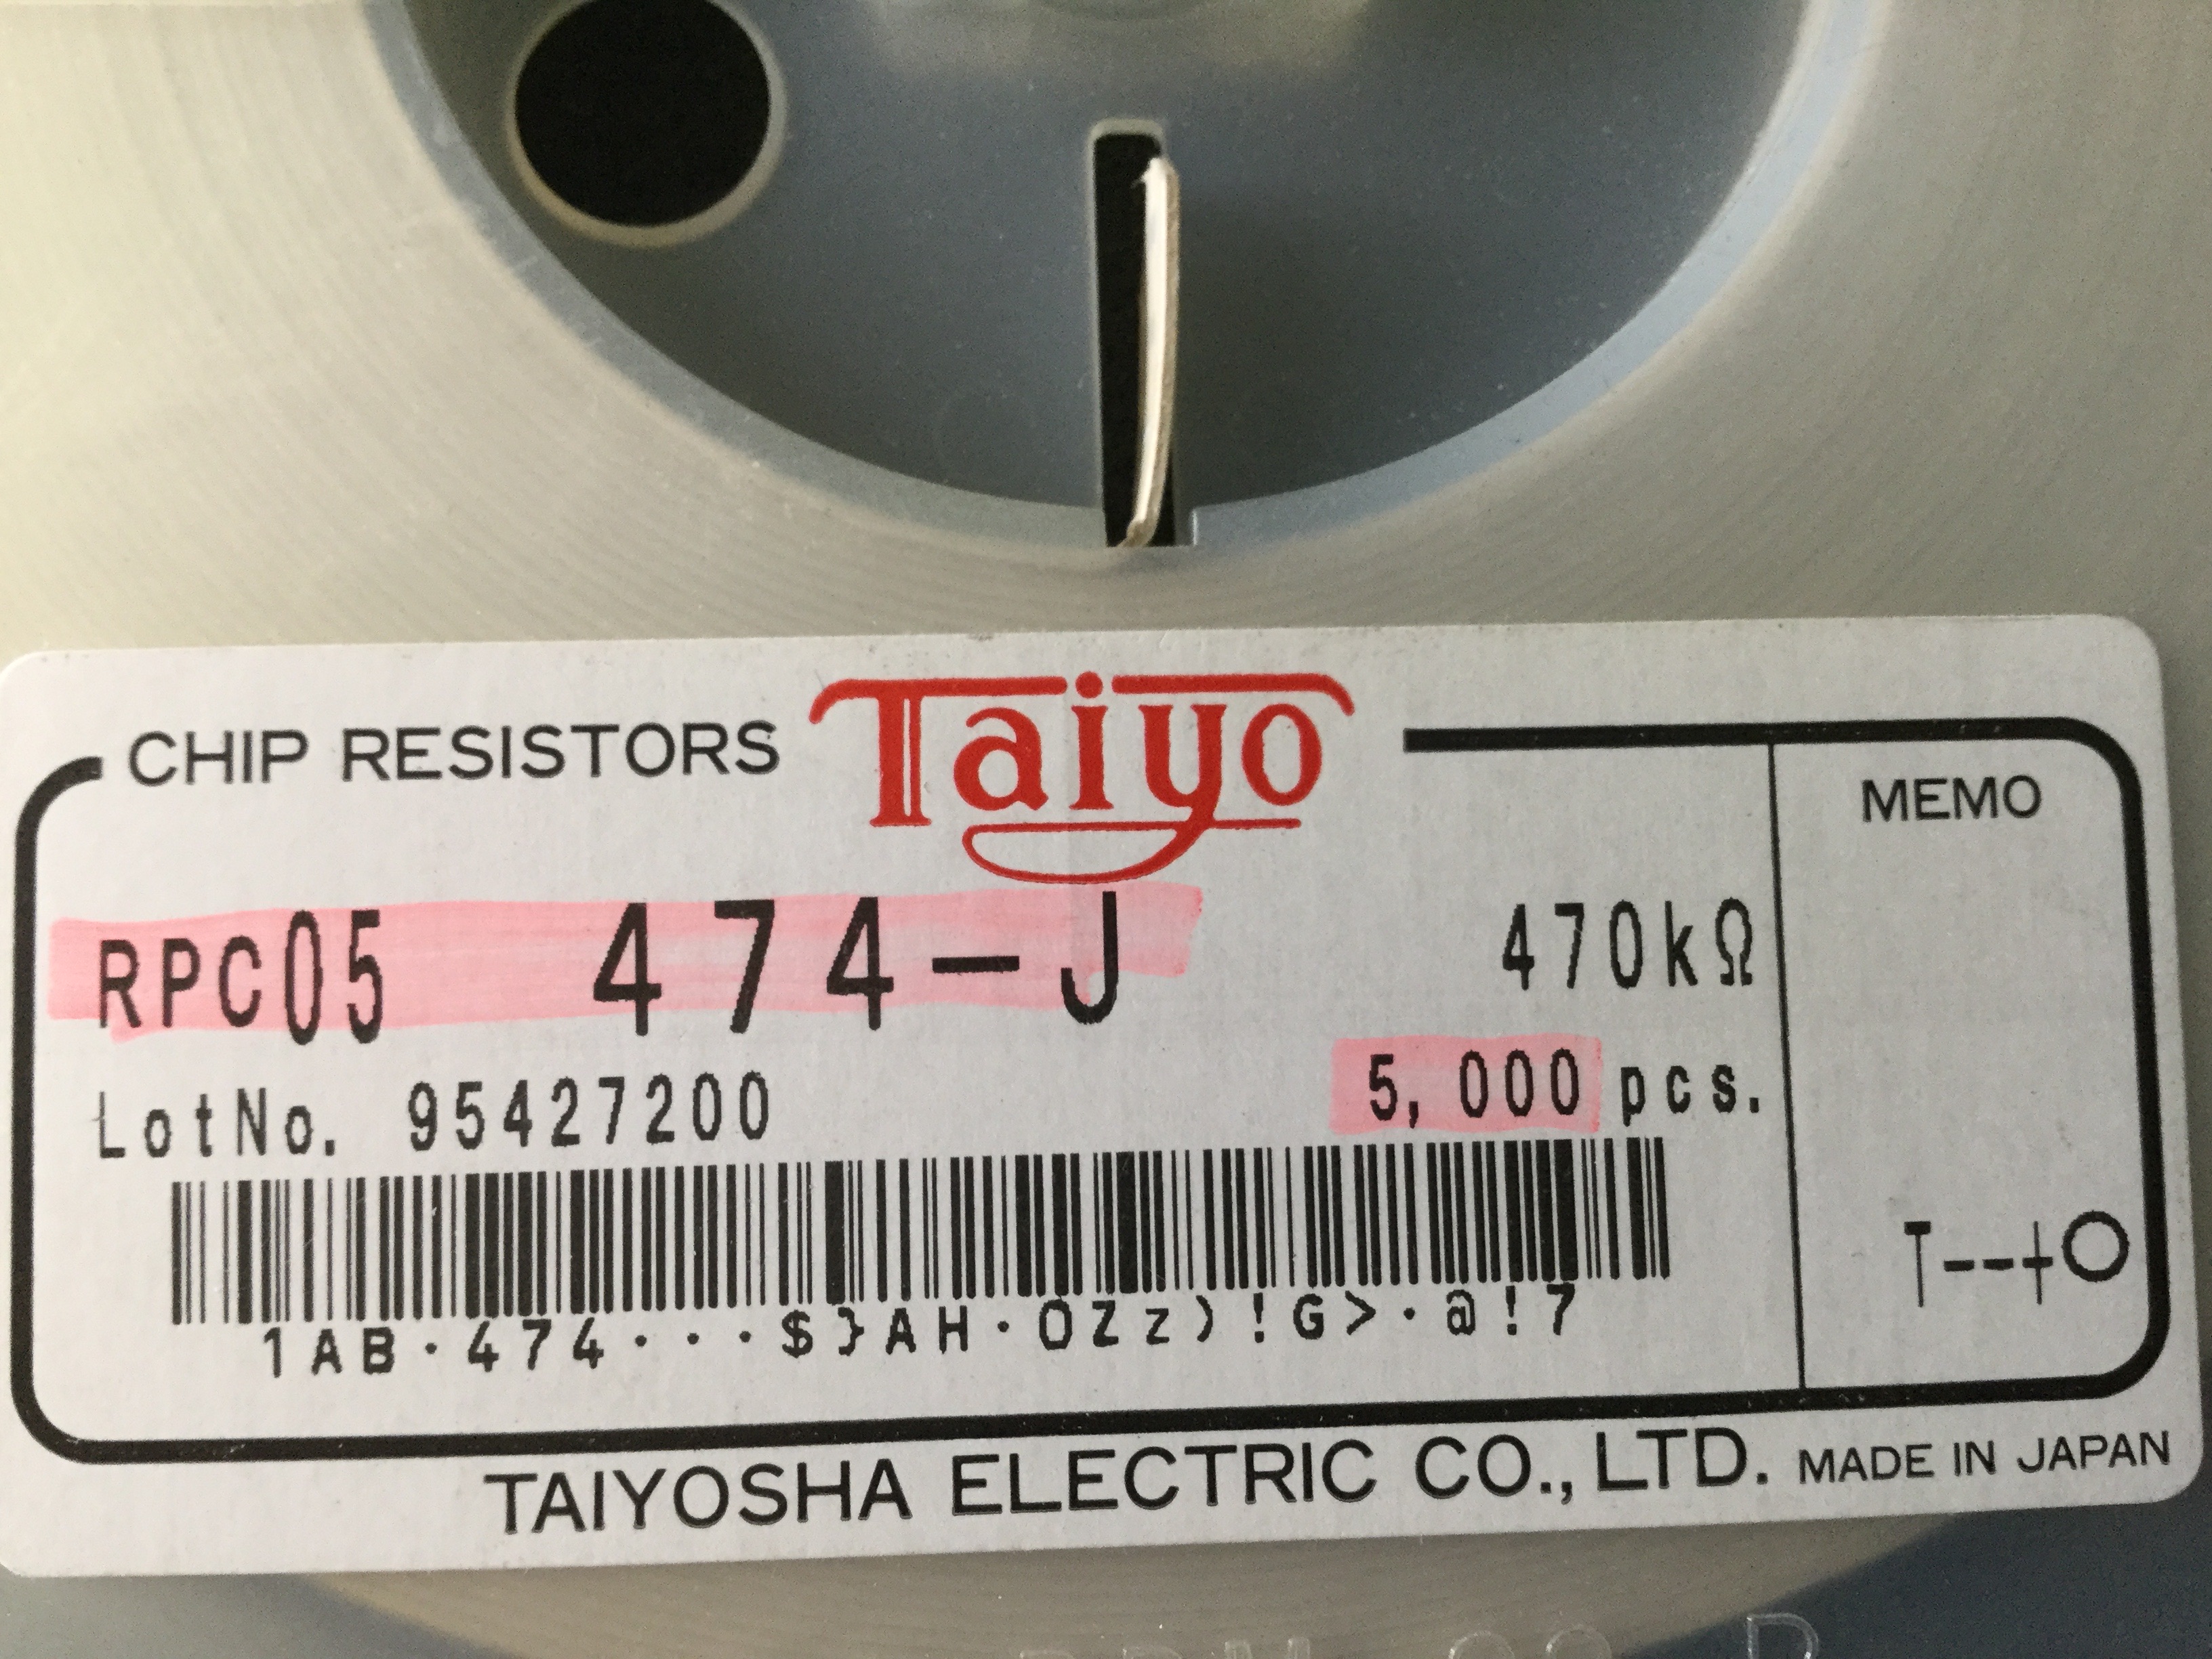 CHIP RESISTORS Taiyo
MEMO
RPC05 474-J 470kΩ
LotNo. 95427200 5,000 pcs.
1AB·474···$}AH·OZz)!G>·@!7
T--+O
TAIYOSHA ELECTRIC CO., LTD. MADE IN JAPAN